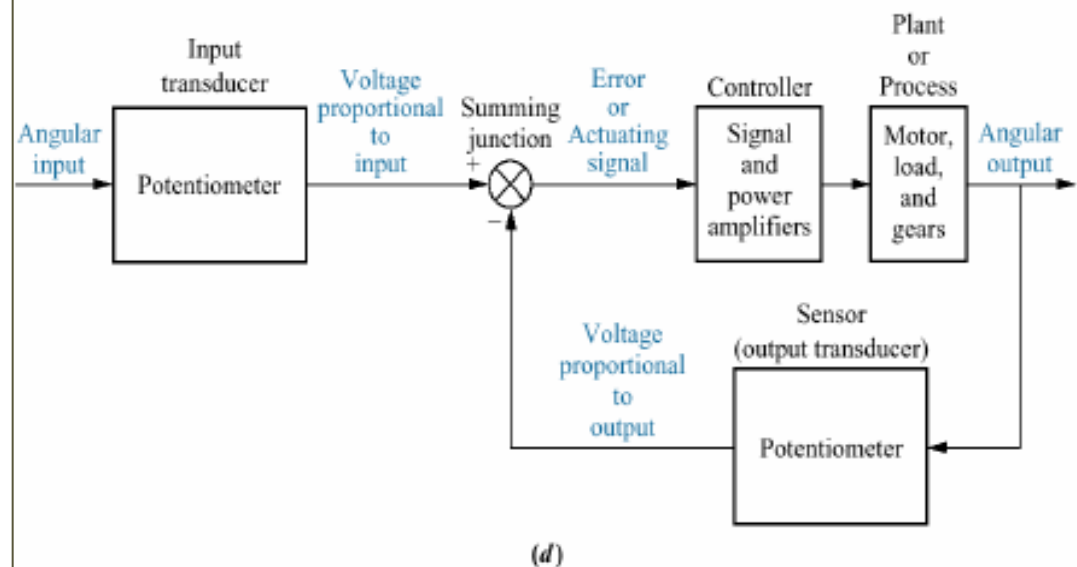 Input
transducer
Angular
input
Potentiometer
Voltage
proportional
to
input
Summing
junction
+
−
Error
or
Actuating
signal
Controller
Signal
and
power
amplifiers
Plant
or
Process
Motor,
load,
and
gears
Angular
output
Voltage
proportional
to
output
Sensor
(output transducer)
Potentiometer
(d)